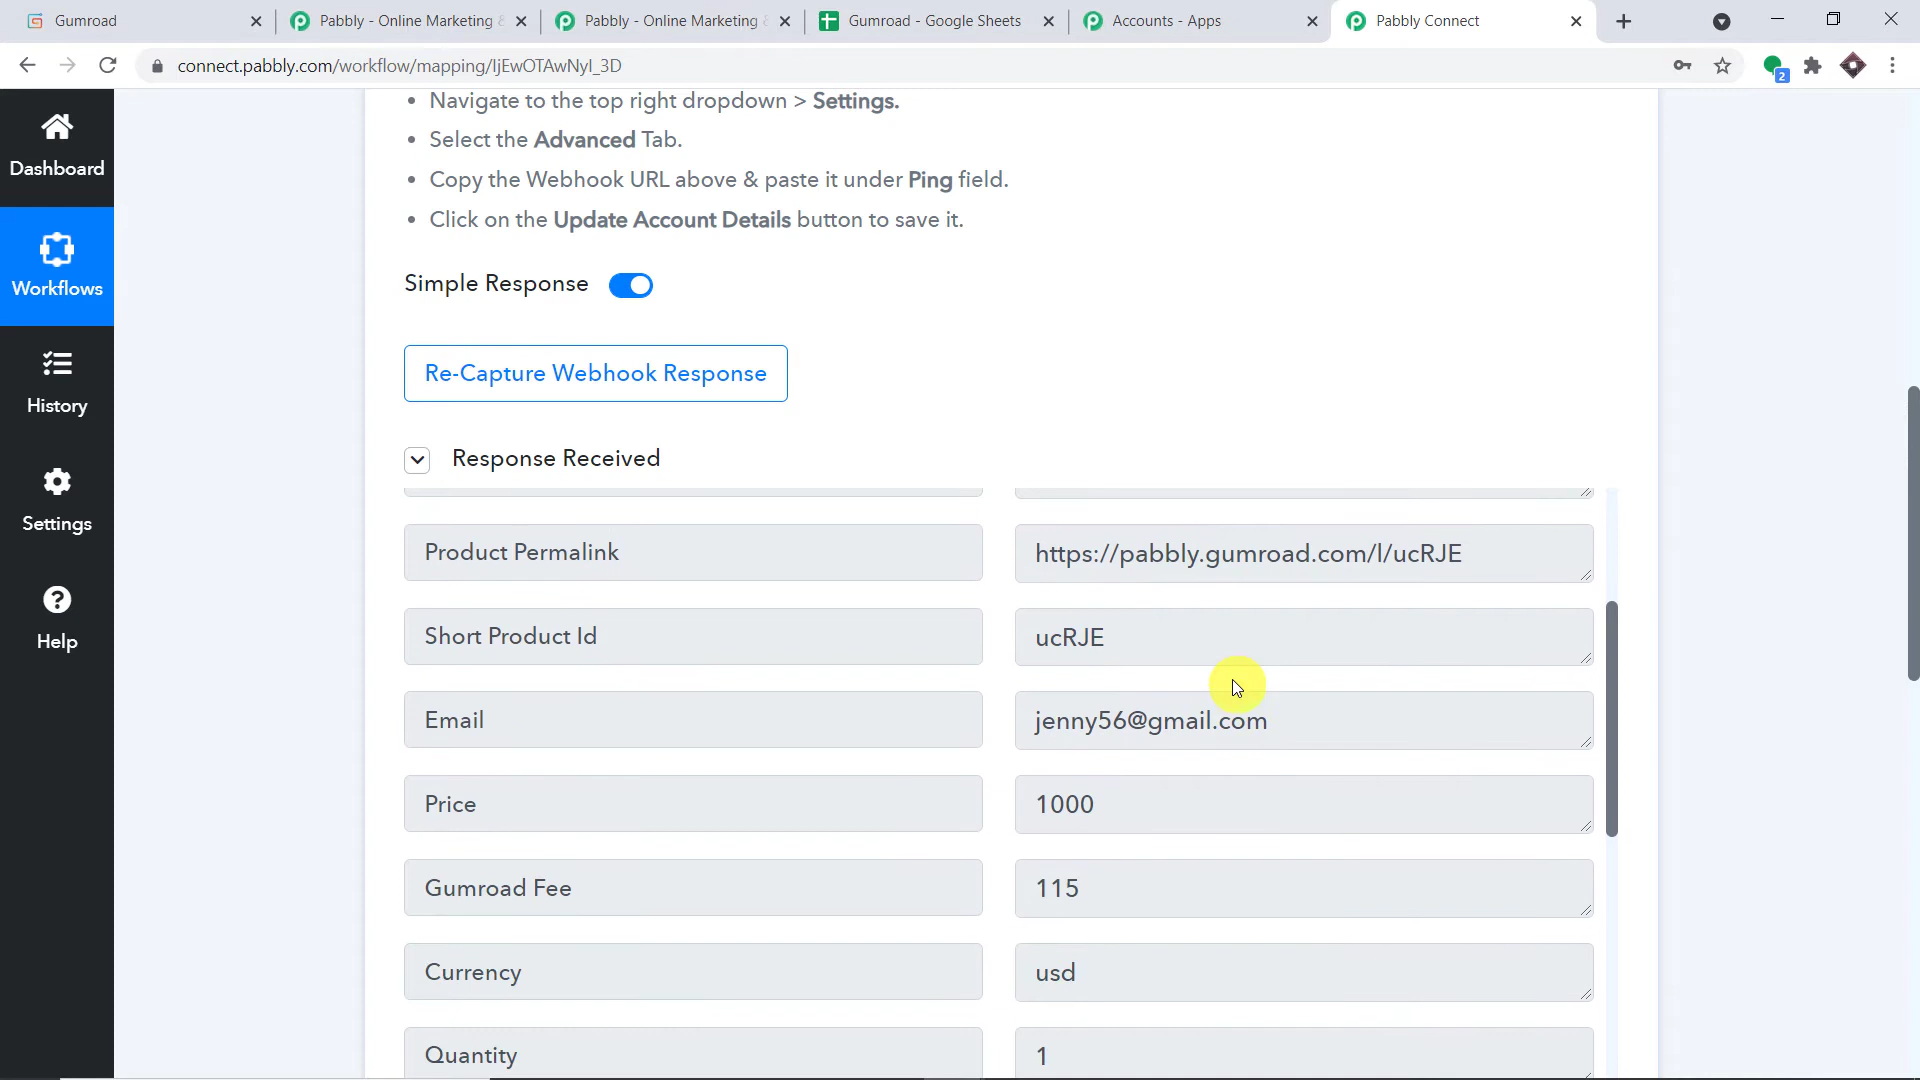 Gumroad
Pabbly - Online Marketing &
Pabbly - Online Marketing &
Gumroad - Google Sheets
Accounts - Apps
Pabbly Connect
connect.pabbly.com/workflow/mapping/IjEwOTAwNyI_3D
2
Dashboard
Workflows
History
Settings
Help
• Navigate to the top right dropdown > Settings.
• Select the Advanced Tab.
• Copy the Webhook URL above & paste it under Ping field.
• Click on the Update Account Details button to save it.
Simple Response
Re-Capture Webhook Response
Response Received
Product Permalink https://pabbly.gumroad.com/l/ucRJE
Short Product Id ucRJE
Email jenny56@gmail.com
Price 1000
Gumroad Fee 115
Currency usd
Quantity 1